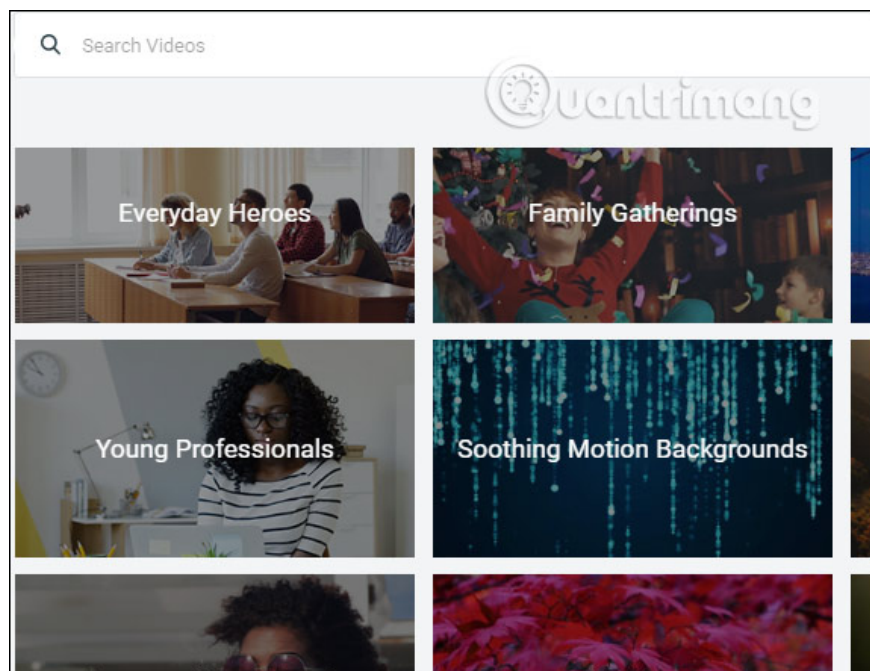 Search Videos
Quantrimang
Everyday Heroes
Family Gatherings
Young Professionals
Soothing Motion Backgrounds